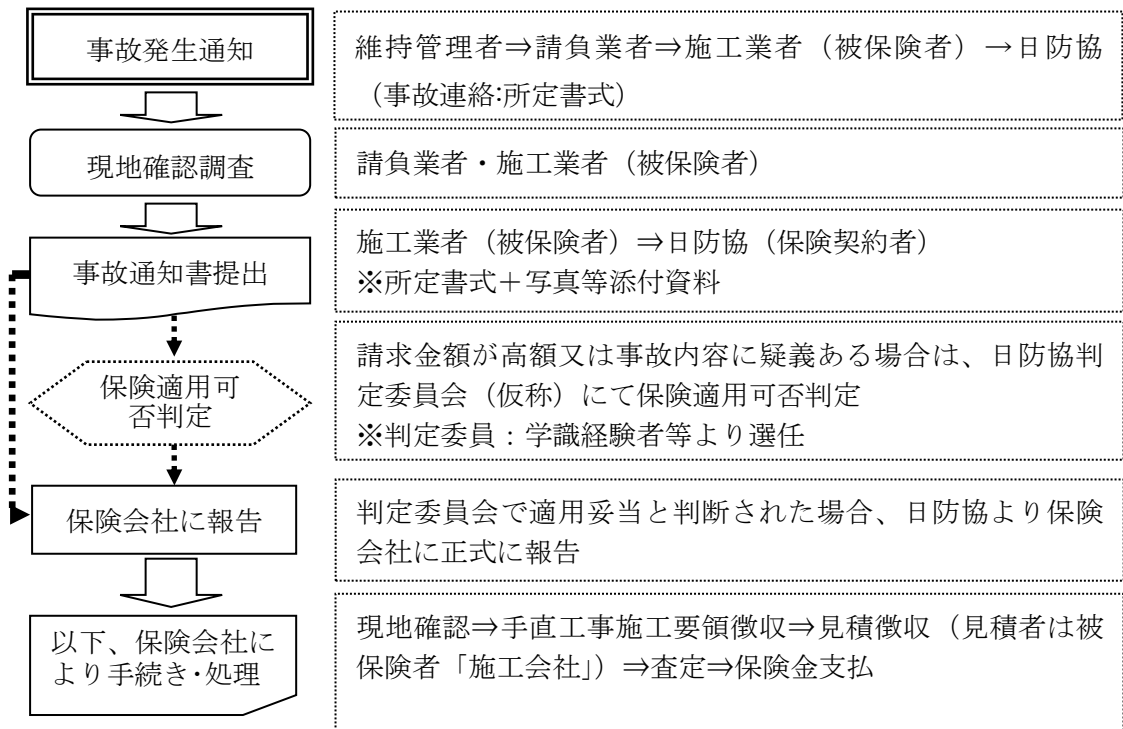 事故発生通知
維持管理者⇒請負業者⇒施工業者（被保険者）→日防協
（事故連絡:所定書式）
現地確認調査
請負業者・施工業者（被保険者）
事故通知書提出
施工業者（被保険者）⇒日防協（保険契約者）
※所定書式＋写真等添付資料
保険適用可
否判定
請求金額が高額又は事故内容に疑義ある場合は、日防協判
定委員会（仮称）にて保険適用可否判定
※判定委員：学識経験者等より選任
保険会社に報告
判定委員会で適用妥当と判断された場合、日防協より保険
会社に正式に報告
以下、保険会社に
より手続き･処理
現地確認⇒手直工事施工要領徴収⇒見積徴収（見積者は被
保険者「施工会社」）⇒査定⇒保険金支払